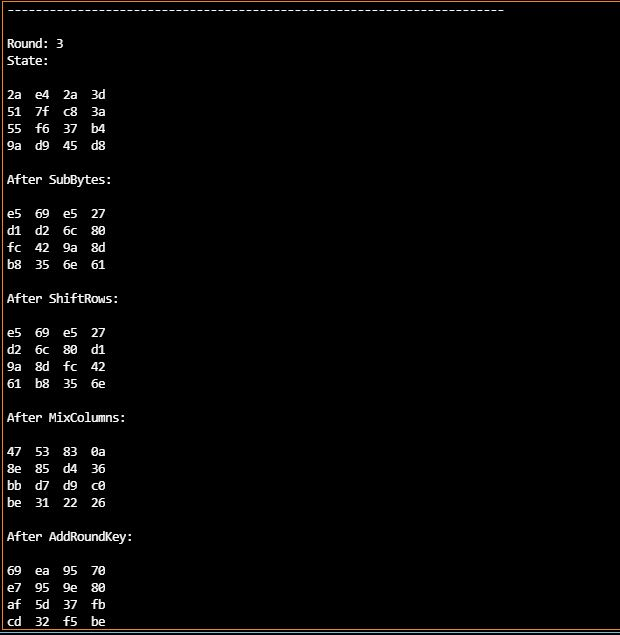 -----------------------------------------------------------------------
Round: 3
State:
2a e4 2a 3d
51 7f c8 3a
55 f6 37 b4
9a d9 45 d8
After SubBytes:
e5 69 e5 27
d1 d2 6c 80
fc 42 9a 8d
b8 35 6e 61
After ShiftRows:
e5 69 e5 27
d2 6c 80 d1
9a 8d fc 42
61 b8 35 6e
After MixColumns:
47 53 83 0a
8e 85 d4 36
bb d7 d9 c0
be 31 22 26
After AddRoundKey:
69 ea 95 70
e7 95 9e 80
af 5d 37 fb
cd 32 f5 be